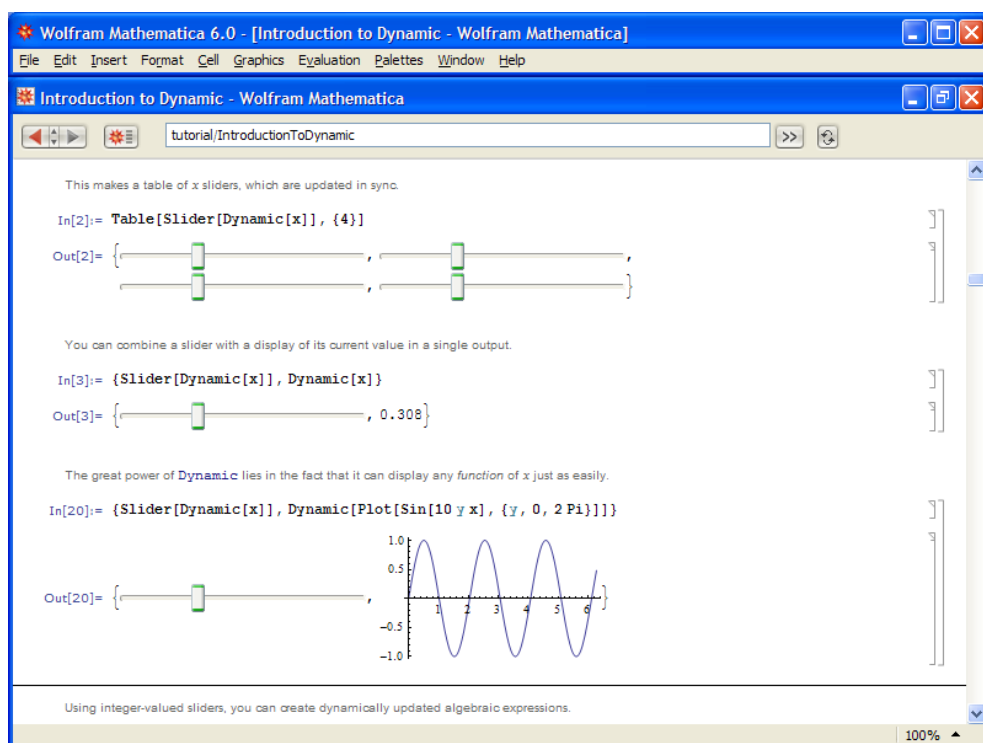 Wolfram Mathematica 6.0 - [Introduction to Dynamic - Wolfram Mathematica]
File Edit Insert Format Cell Graphics Evaluation Palettes Window Help
Introduction to Dynamic - Wolfram Mathematica
tutorial/IntroductionToDynamic >>
This makes a table of x sliders, which are updated in sync.
In[2]:= Table[Slider[Dynamic[x]], {4}]
Out[2]= { , ,
, }
You can combine a slider with a display of its current value in a single output.
In[3]:= {Slider[Dynamic[x]], Dynamic[x]}
Out[3]= { , 0.308}
The great power of Dynamic lies in the fact that it can display any function of x just as easily.
In[20]:= {Slider[Dynamic[x]], Dynamic[Plot[Sin[10 y x], {y, 0, 2 Pi}]]}
1.0
0.5
Out[20]= { , 1 2 3 4 5 6 }
-0.5
-1.0
Using integer-valued sliders, you can create dynamically updated algebraic expressions.
100%